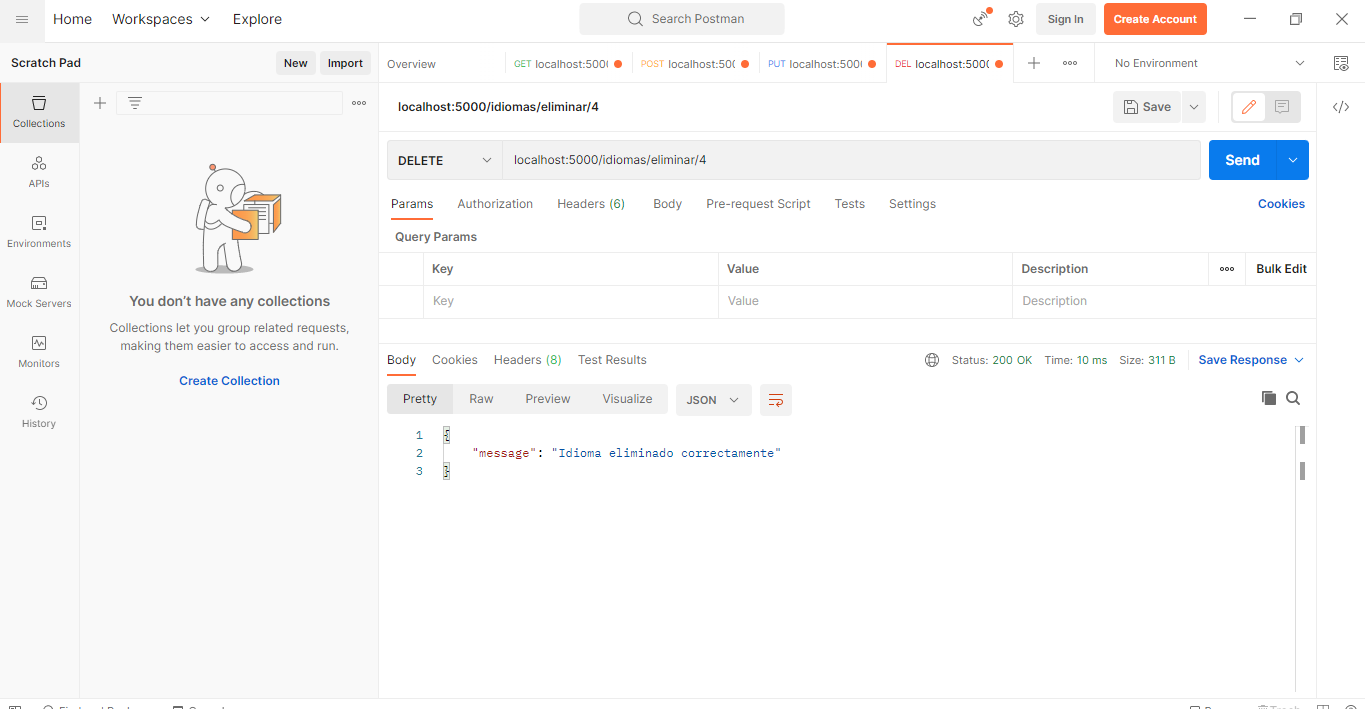 Home Workspaces Explore Search Postman Sign In Create Account
Scratch Pad New Import
Overview GET localhost:500 POST localhost:500 PUT localhost:500 DEL localhost:500 No Environment
Collections
APIs
Environments
Mock Servers
Monitors
History
You don't have any collections
Collections let you group related requests,
making them easier to access and run.
Create Collection
localhost:5000/idiomas/eliminar/4 Save
DELETE localhost:5000/idiomas/eliminar/4 Send
Params Authorization Headers (6) Body Pre-request Script Tests Settings Cookies
Query Params
Key Value Description Bulk Edit
Key Value Description
Body Cookies Headers (8) Test Results Status: 200 OK Time: 10 ms Size: 311 B Save Response
Pretty Raw Preview Visualize JSON
1 {
2 "message": "Idioma eliminado correctamente"
3 }